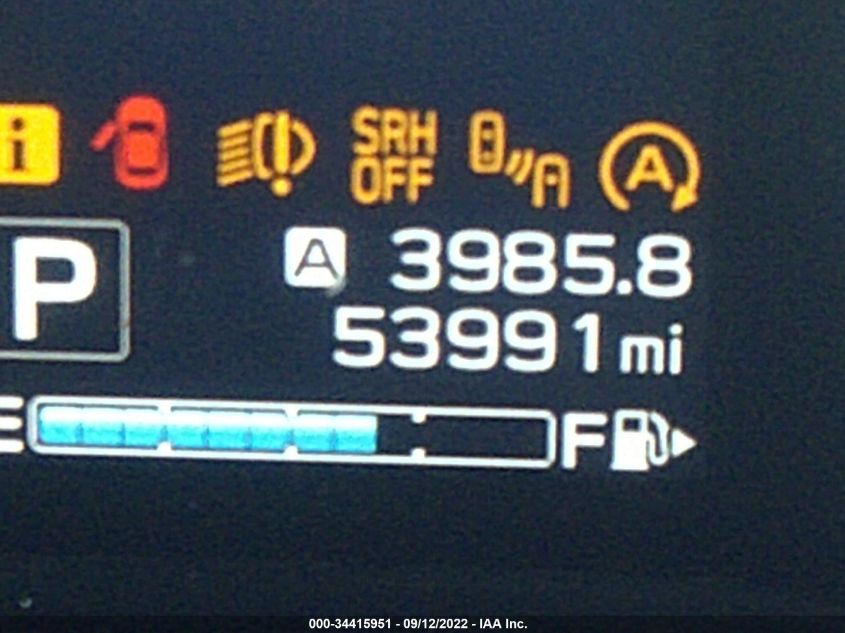 i
SRH
OFF
A
A
P
A 3985.8
53991 mi
E F
000-34415951 - 09/12/2022 - IAA Inc.